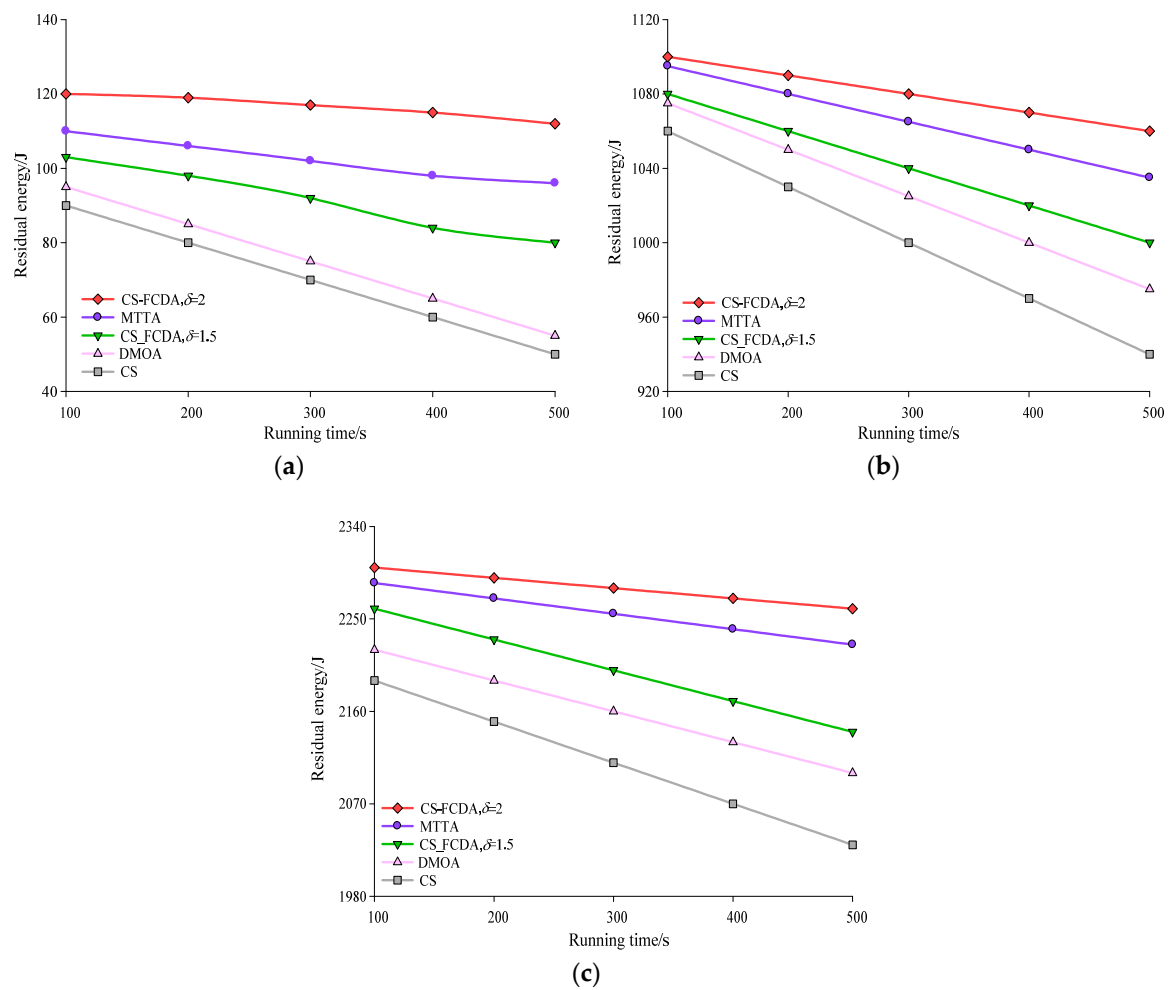 140
120
100
80
60
40
Residual energy/J
CS-FCDA,δ=2
MTTA
CS_FCDA,δ=1.5
DMOA
CS
100 200 300 400 500
Running time/s
(a)
1120
1080
1040
1000
960
920
Residual energy/J
CS-FCDA,δ=2
MTTA
CS_FCDA,δ=1.5
DMOA
CS
100 200 300 400 500
Running time/s
(b)
2340
2250
2160
2070
1980
Residual energy/J
CS-FCDA,δ=2
MTTA
CS_FCDA,δ=1.5
DMOA
CS
100 200 300 400 500
Running time/s
(c)